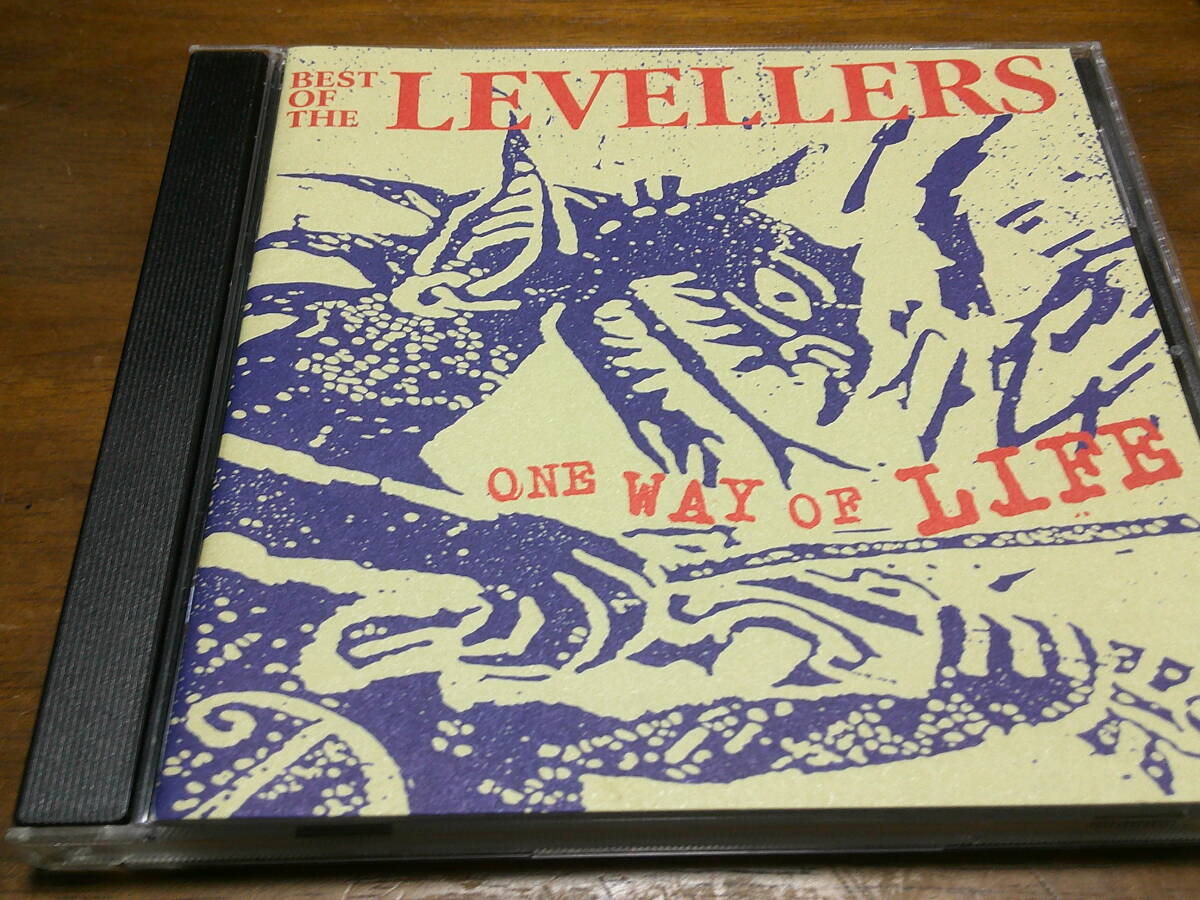 BEST
OF
THE
LEVELLERS
ONE WAY OF LIFE